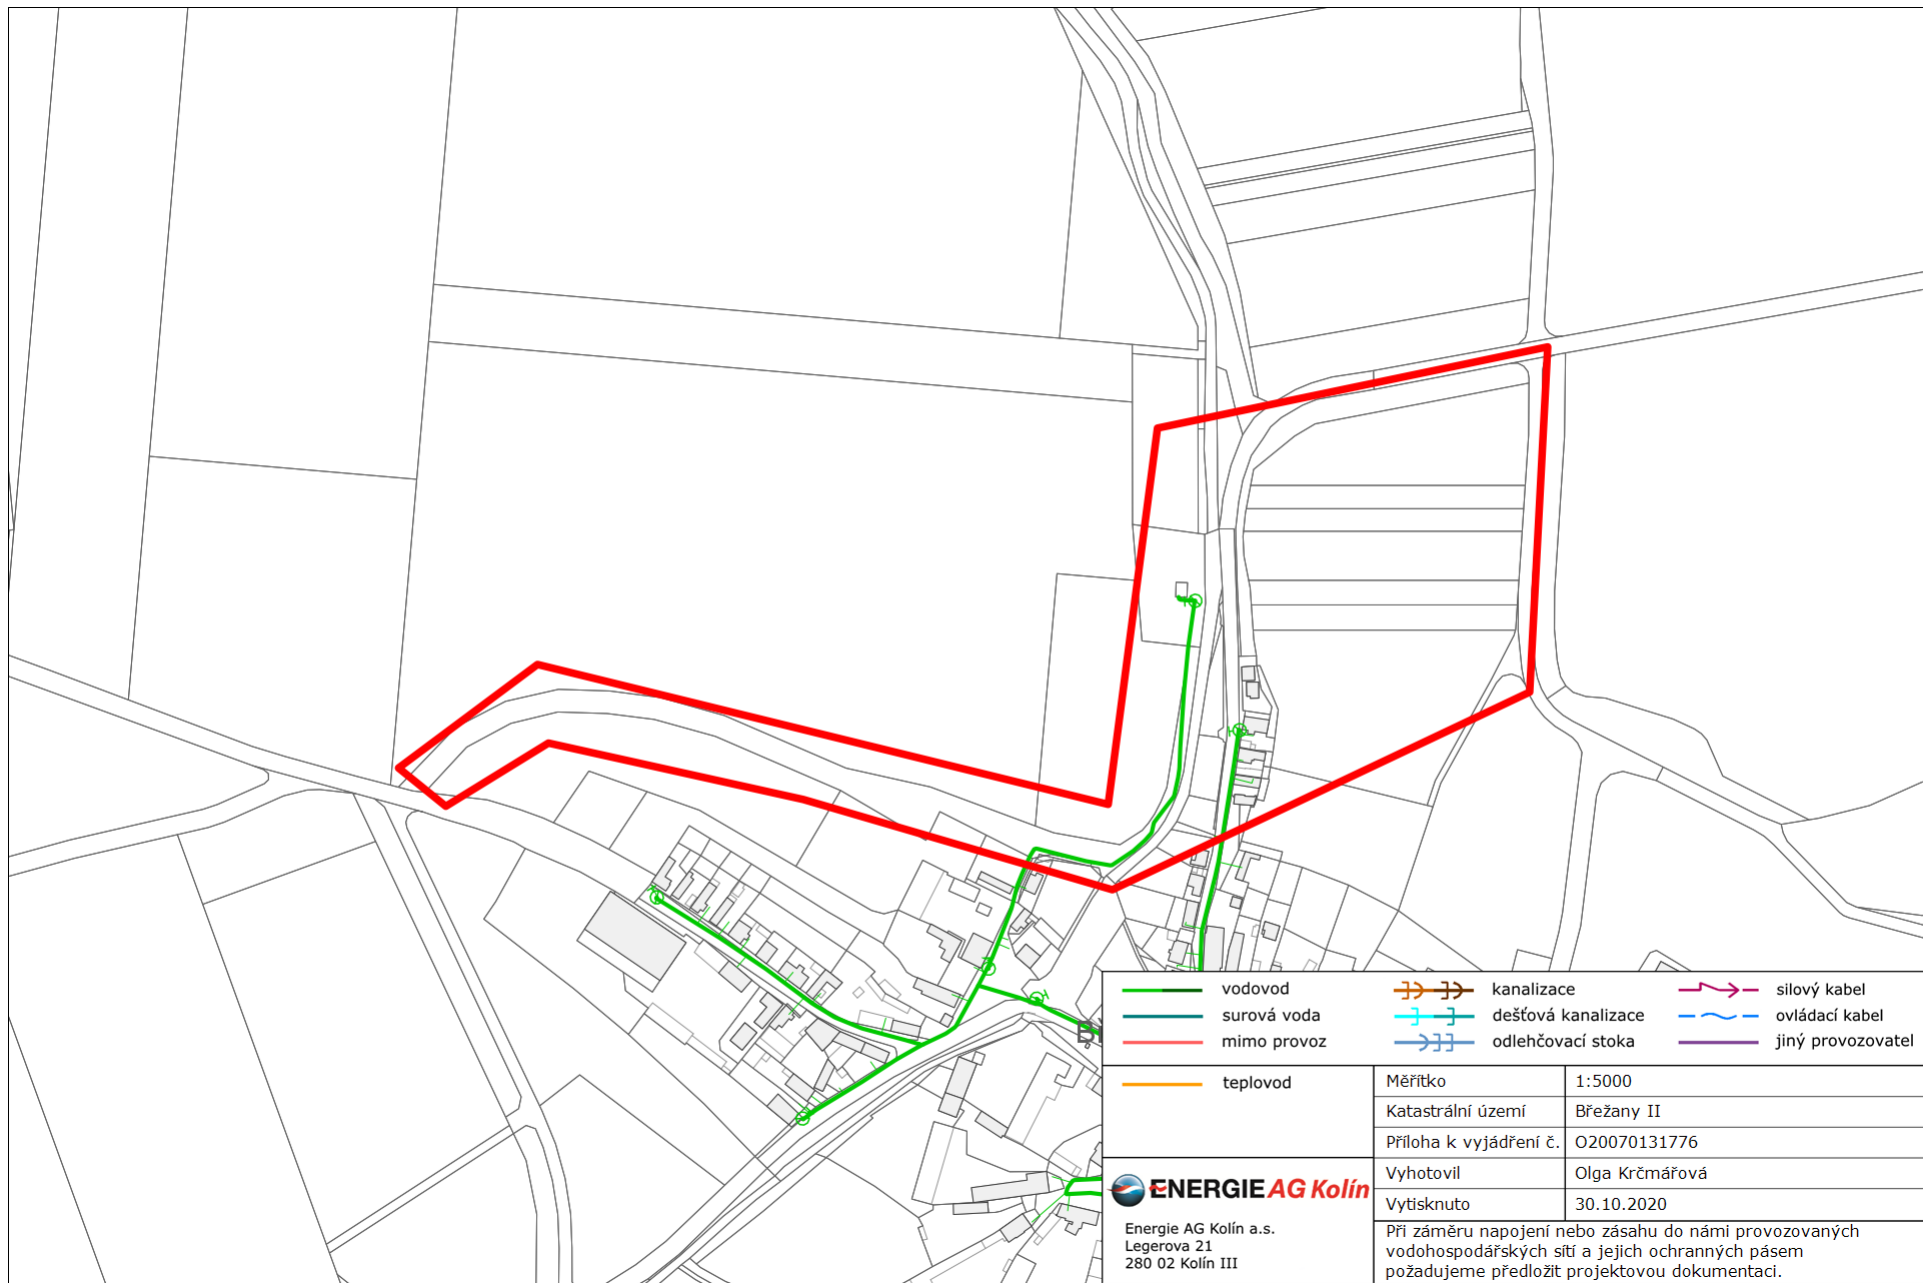 vodovod
surová voda
mimo provoz
kanalizace
dešťová kanalizace
odlehčovací stoka
silový kabel
ovládací kabel
jiný provozovatel
teplovod
Měřítko 1:5000
Katastrální území Břežany II
Příloha k vyjádření č. O20070131776
Vyhotovil Olga Krčmářová
Vytisknuto 30.10.2020
ENERGIE AG Kolín
Energie AG Kolín a.s.
Legerova 21
280 02 Kolín III
Při záměru napojení nebo zásahu do námi provozovaných
vodohospodářských sítí a jejich ochranných pásem
požadujeme předložit projektovou dokumentaci.